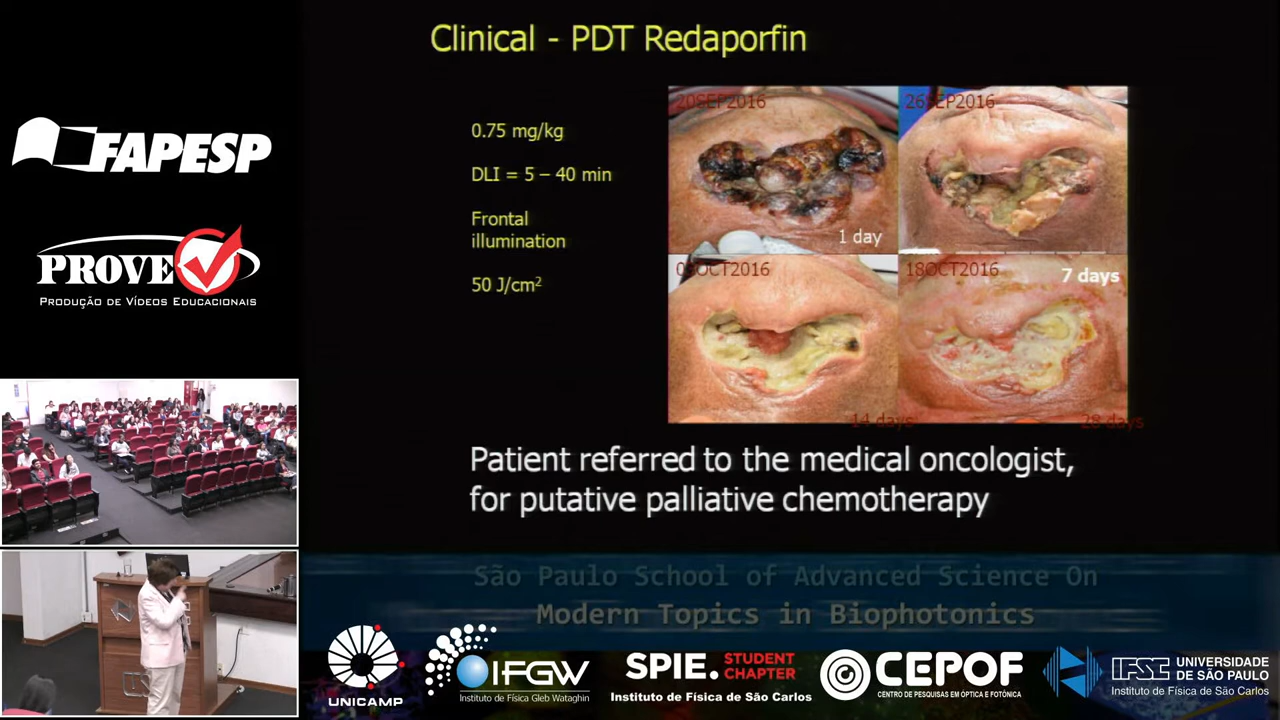 Clinical - PDT Redaporfin
0.75 mg/kg
DLI = 5 – 40 min
Frontal
illumination
50 J/cm²
20SEP2016
1 day
26SEP2016
03OCT2016
14 days
18OCT2016
7 days
28 days
Patient referred to the medical oncologist,
for putative palliative chemotherapy
FAPESP
PROVE
PRODUÇÃO DE VÍDEOS EDUCACIONAIS
São Paulo School of Advanced Science On
Modern Topics in Biophotonics
UNICAMP
IFGW
Instituto de Física Gleb Wataghin
SPIE. STUDENT
CHAPTER
Instituto de Física de São Carlos
CEPOF
CENTRO DE PESQUISAS EM ÓPTICA E FOTÔNICA
IFSC UNIVERSIDADE
DE SÃO PAULO
Instituto de Física de São Carlos